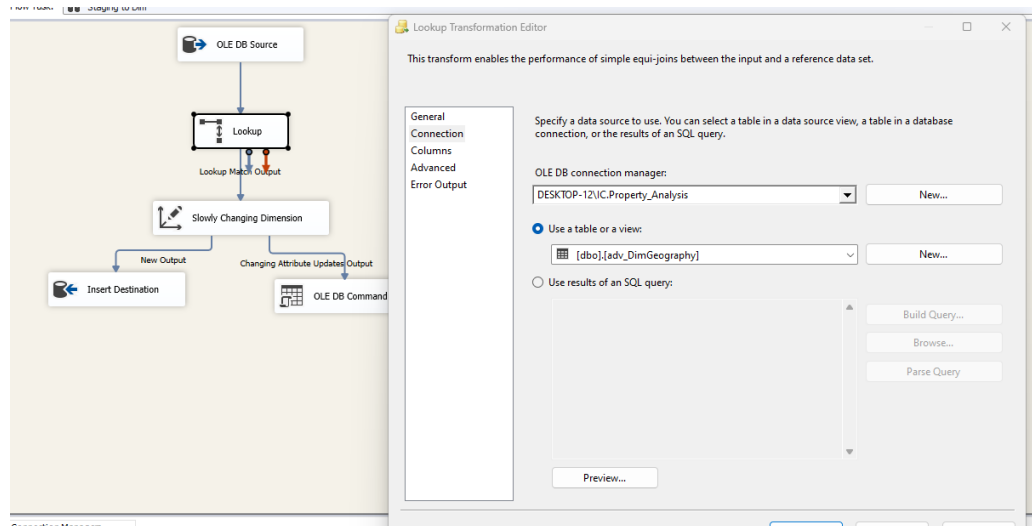 Flow Task:
Staging to Dim
OLE DB Source
Lookup
Lookup Match Output
Slowly Changing Dimension
New Output
Changing Attribute Updates Output
Insert Destination
OLE DB Command
Lookup Transformation Editor
This transform enables the performance of simple equi-joins between the input and a reference data set.
General
Connection
Columns
Advanced
Error Output
Specify a data source to use. You can select a table in a data source view, a table in a database
connection, or the results of an SQL query.
OLE DB connection manager:
DESKTOP-12\IC.Property_Analysis
New...
Use a table or a view:
[dbo].[adv_DimGeography]
New...
Use results of an SQL query:
Build Query...
Browse...
Parse Query
Preview...